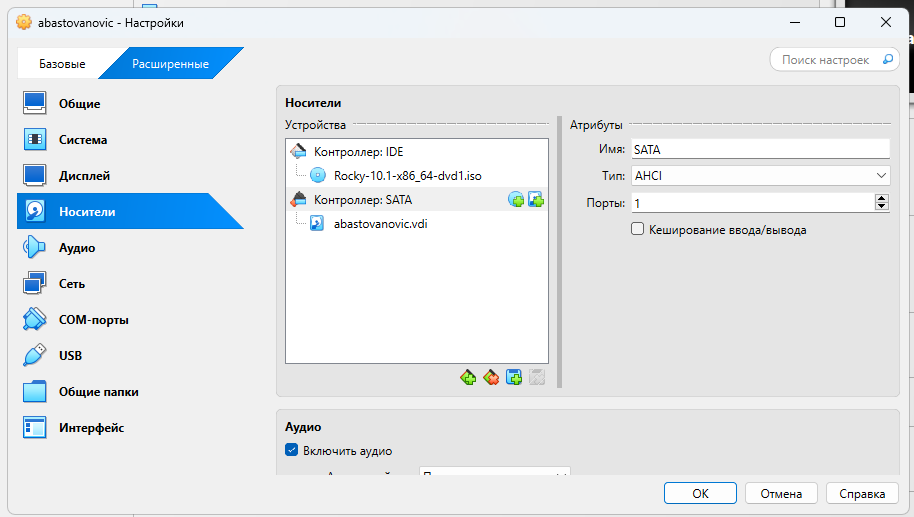 abastovanovic - Настройки
Базовые
Расширенные
Поиск настроек
Общие
Система
Дисплей
Носители
Аудио
Сеть
COM-порты
USB
Общие папки
Интерфейс
Носители
Устройства
Контроллер: IDE
Rocky-10.1-x86_64-dvd1.iso
Контроллер: SATA
abastovanovic.vdi
Атрибуты
Имя: SATA
Тип: AHCI
Порты: 1
Кеширование ввода/вывода
Аудио
Включить аудио
OK
Отмена
Справка